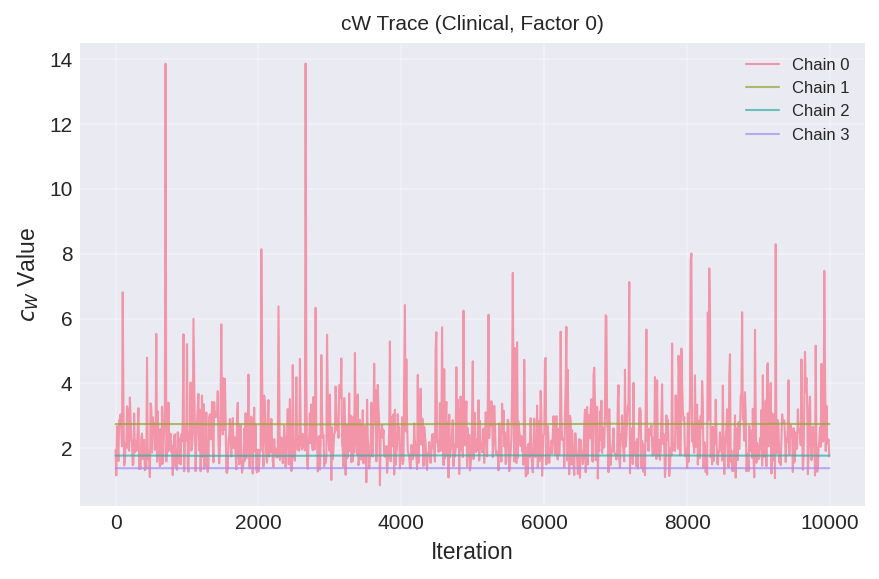 cW Trace (Clinical, Factor 0)
14
12
10
8
6
4
2
c_W Value
0
2000
4000
6000
8000
10000
Iteration
Chain 0
Chain 1
Chain 2
Chain 3